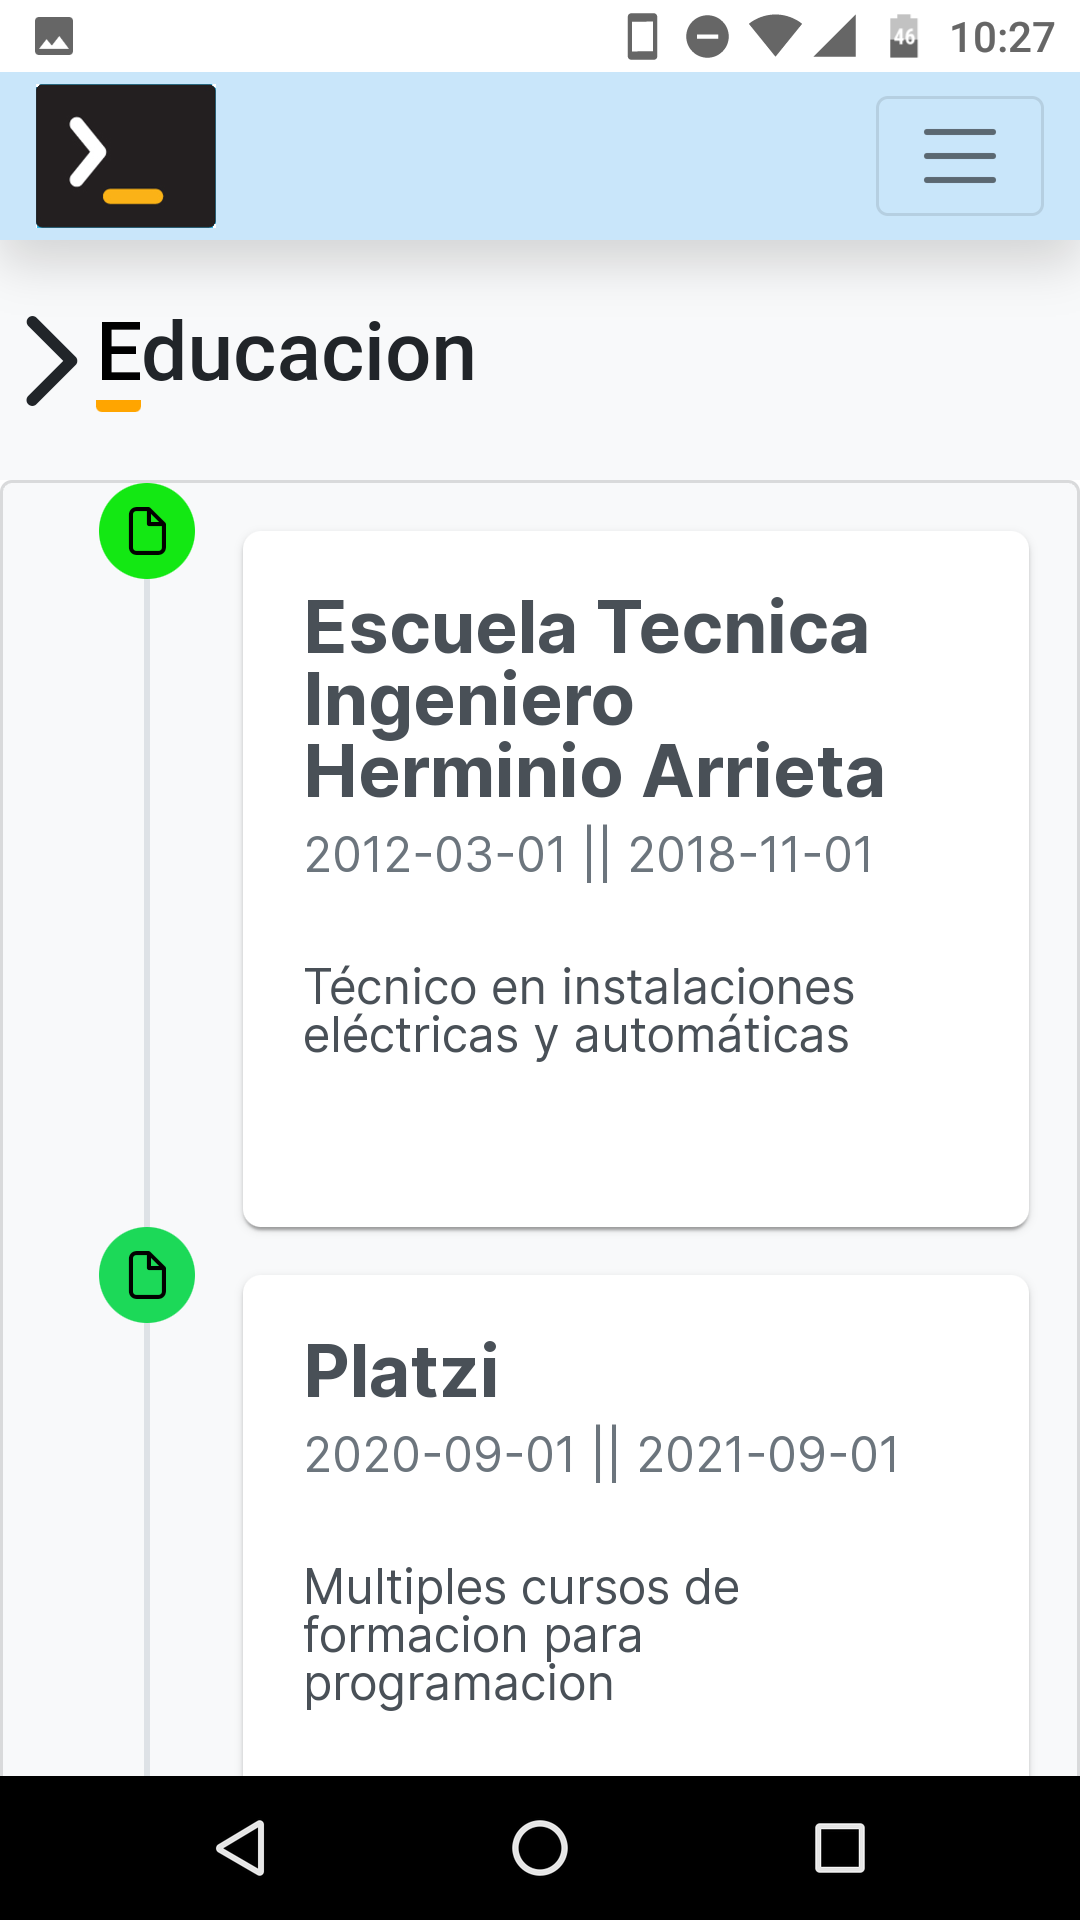 46 10:27
Educacion
Escuela Tecnica
Ingeniero
Herminio Arrieta
2012-03-01 || 2018-11-01
Técnico en instalaciones
eléctricas y automáticas
Platzi
2020-09-01 || 2021-09-01
Multiples cursos de
formacion para
programacion